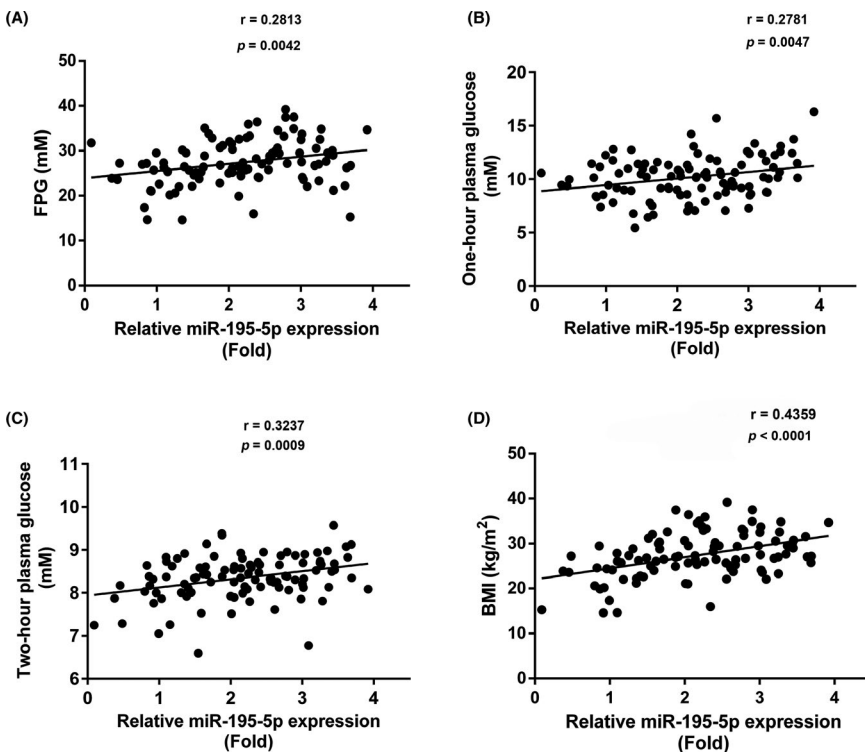 (A)
r = 0.2813
p = 0.0042
FPG (mM)
50
40
30
20
10
0
0 1 2 3 4
Relative miR-195-5p expression
(Fold)
(B)
r = 0.2781
p = 0.0047
One-hour plasma glucose
(mM)
20
15
10
5
0
0 1 2 3 4
Relative miR-195-5p expression
(Fold)
(C)
r = 0.3237
p = 0.0009
Two-hour plasma glucose
(mM)
11
10
9
8
7
6
0 1 2 3 4
Relative miR-195-5p expression
(Fold)
(D)
r = 0.4359
p < 0.0001
BMI (kg/m²)
50
40
30
20
10
0
0 1 2 3 4
Relative miR-195-5p expression
(Fold)